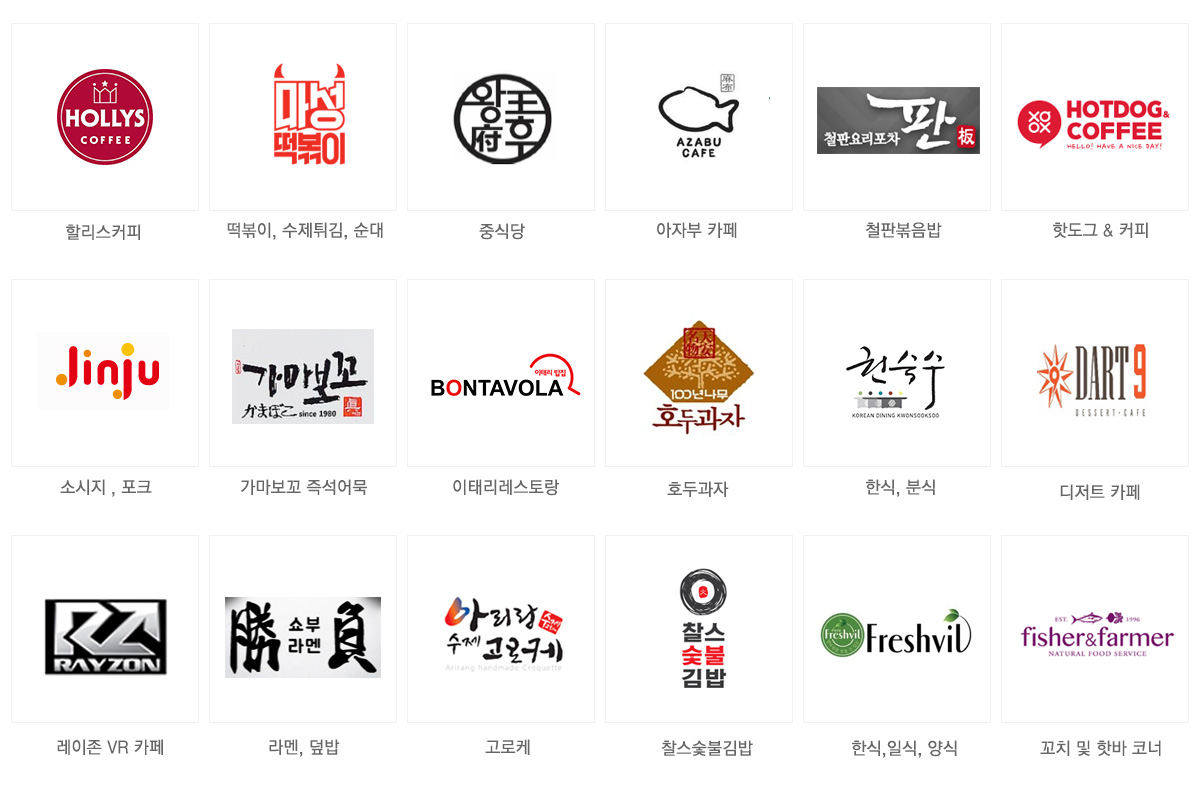 HOLLYS
COFFEE
할리스커피
마성
떡볶이
떡볶이, 수제튀김, 순대
왕후
府
중식당
麻布
AZABU
CAFE
아자부 카페
철판요리포차 판 板
철판볶음밥
XO
OX
HOTDOG&
COFFEE
HELLO! HAVE A NICE DAY!
핫도그 & 커피
Jinju
소시지 , 포크
가마보꼬
かまぼこ since 1980
가마보꼬 즉석어묵
이태리 밥집
BONTAVOLA
이태리레스토랑
100년나무
호두과자
호두과자
권숙수
KOREAN DINING KWONSOOKSOO
한식, 분식
DART 9
DESSERT·CAFE
디저트 카페
RAYZON
레이존 VR 카페
勝 쇼부 라멘 負
라멘, 덮밥
아리랑
수제 고로케
Arirang handmade Croquette
고로케
찰스
숯불
김밥
찰스숯불김밥
freshvil
Freshvil
한식,일식, 양식
EST. 1996
fisher&farmer
NATURAL FOOD SERVICE
꼬치 및 핫바 코너